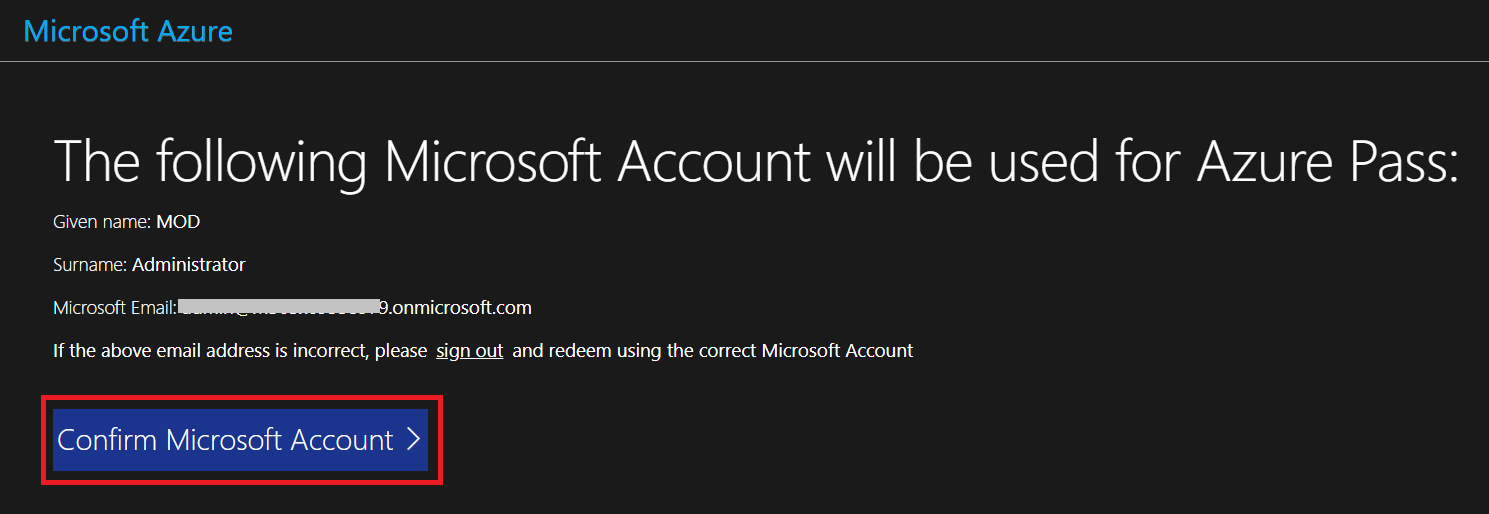 Microsoft Azure
The following Microsoft Account will be used for Azure Pass:
Given name: MOD
Surname: Administrator
Microsoft Email: 9.onmicrosoft.com
If the above email address is incorrect, please sign out and redeem using the correct Microsoft Account
Confirm Microsoft Account